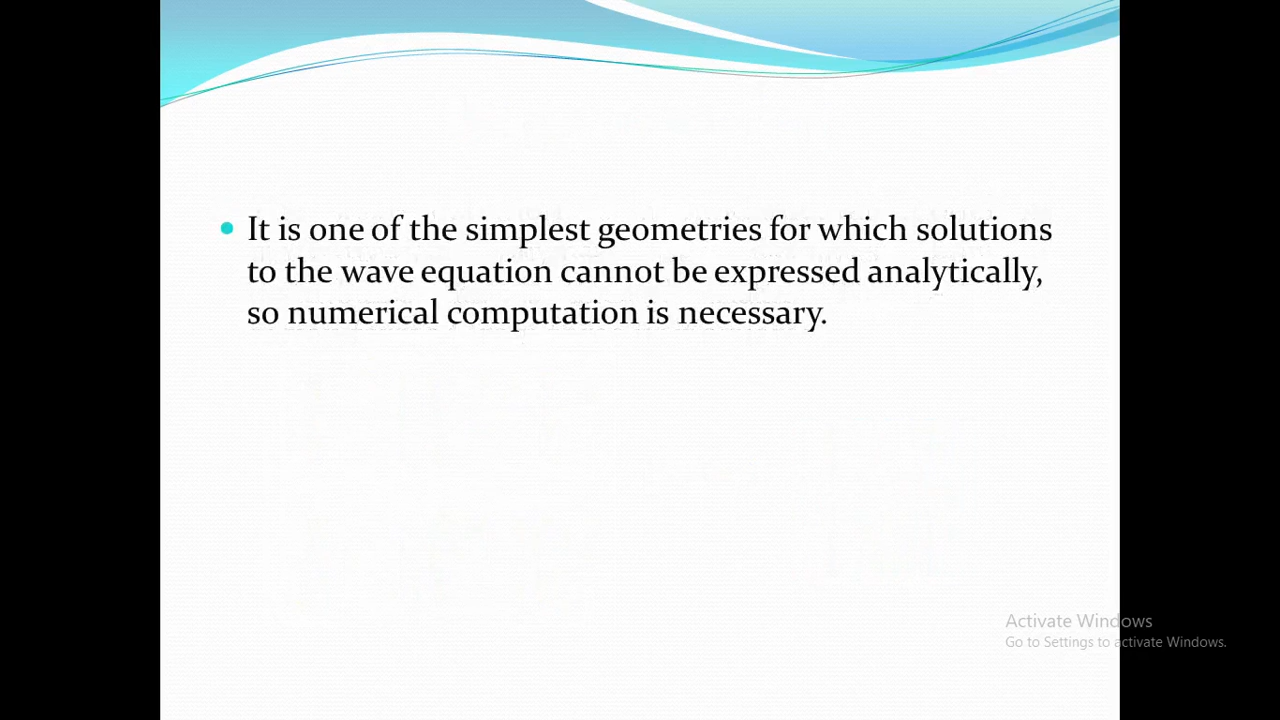 It is one of the simplest geometries for which solutions
to the wave equation cannot be expressed analytically,
so numerical computation is necessary.
Activate Windows
Go to Settings to activate Windows.